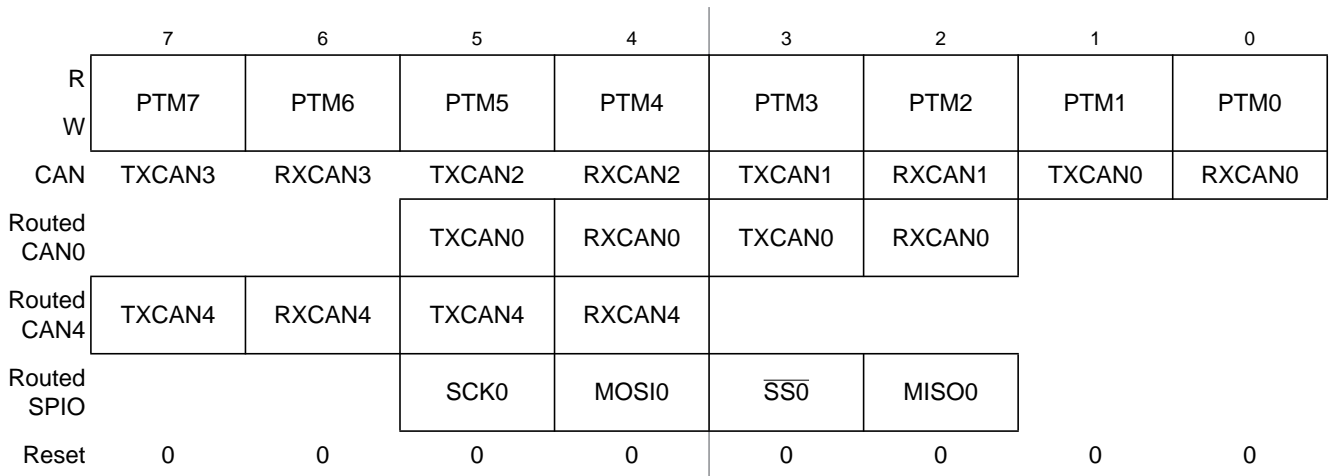 7 6 5 4 3 2 1 0
R
W
PTM7 PTM6 PTM5 PTM4 PTM3 PTM2 PTM1 PTM0
CAN TXCAN3 RXCAN3 TXCAN2 RXCAN2 TXCAN1 RXCAN1 TXCAN0 RXCAN0
Routed
CAN0
TXCAN0 RXCAN0 TXCAN0 RXCAN0
Routed
CAN4
TXCAN4 RXCAN4 TXCAN4 RXCAN4
Routed
SPIO
SCK0 MOSI0 S̅S̅0̅ MISO0
Reset 0 0 0 0 0 0 0 0